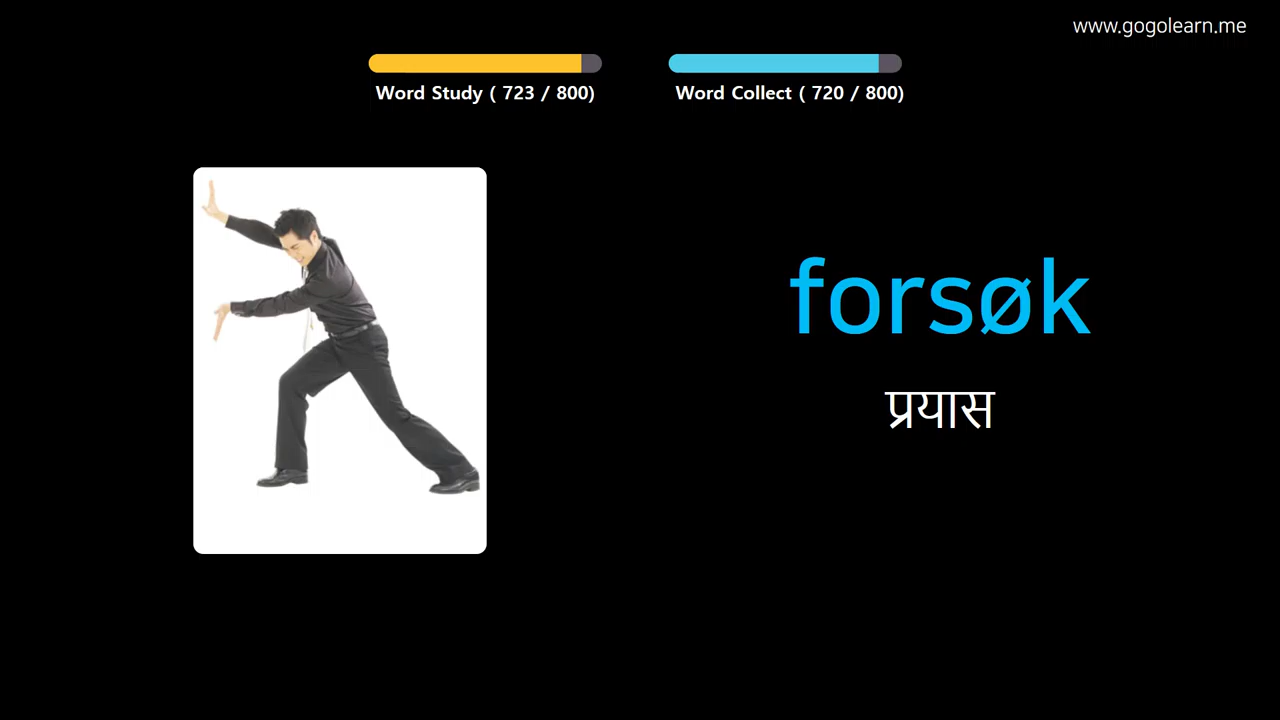 www.gogolearn.me
Word Study ( 723 / 800)
Word Collect ( 720 / 800)
forsøk
प्रयास